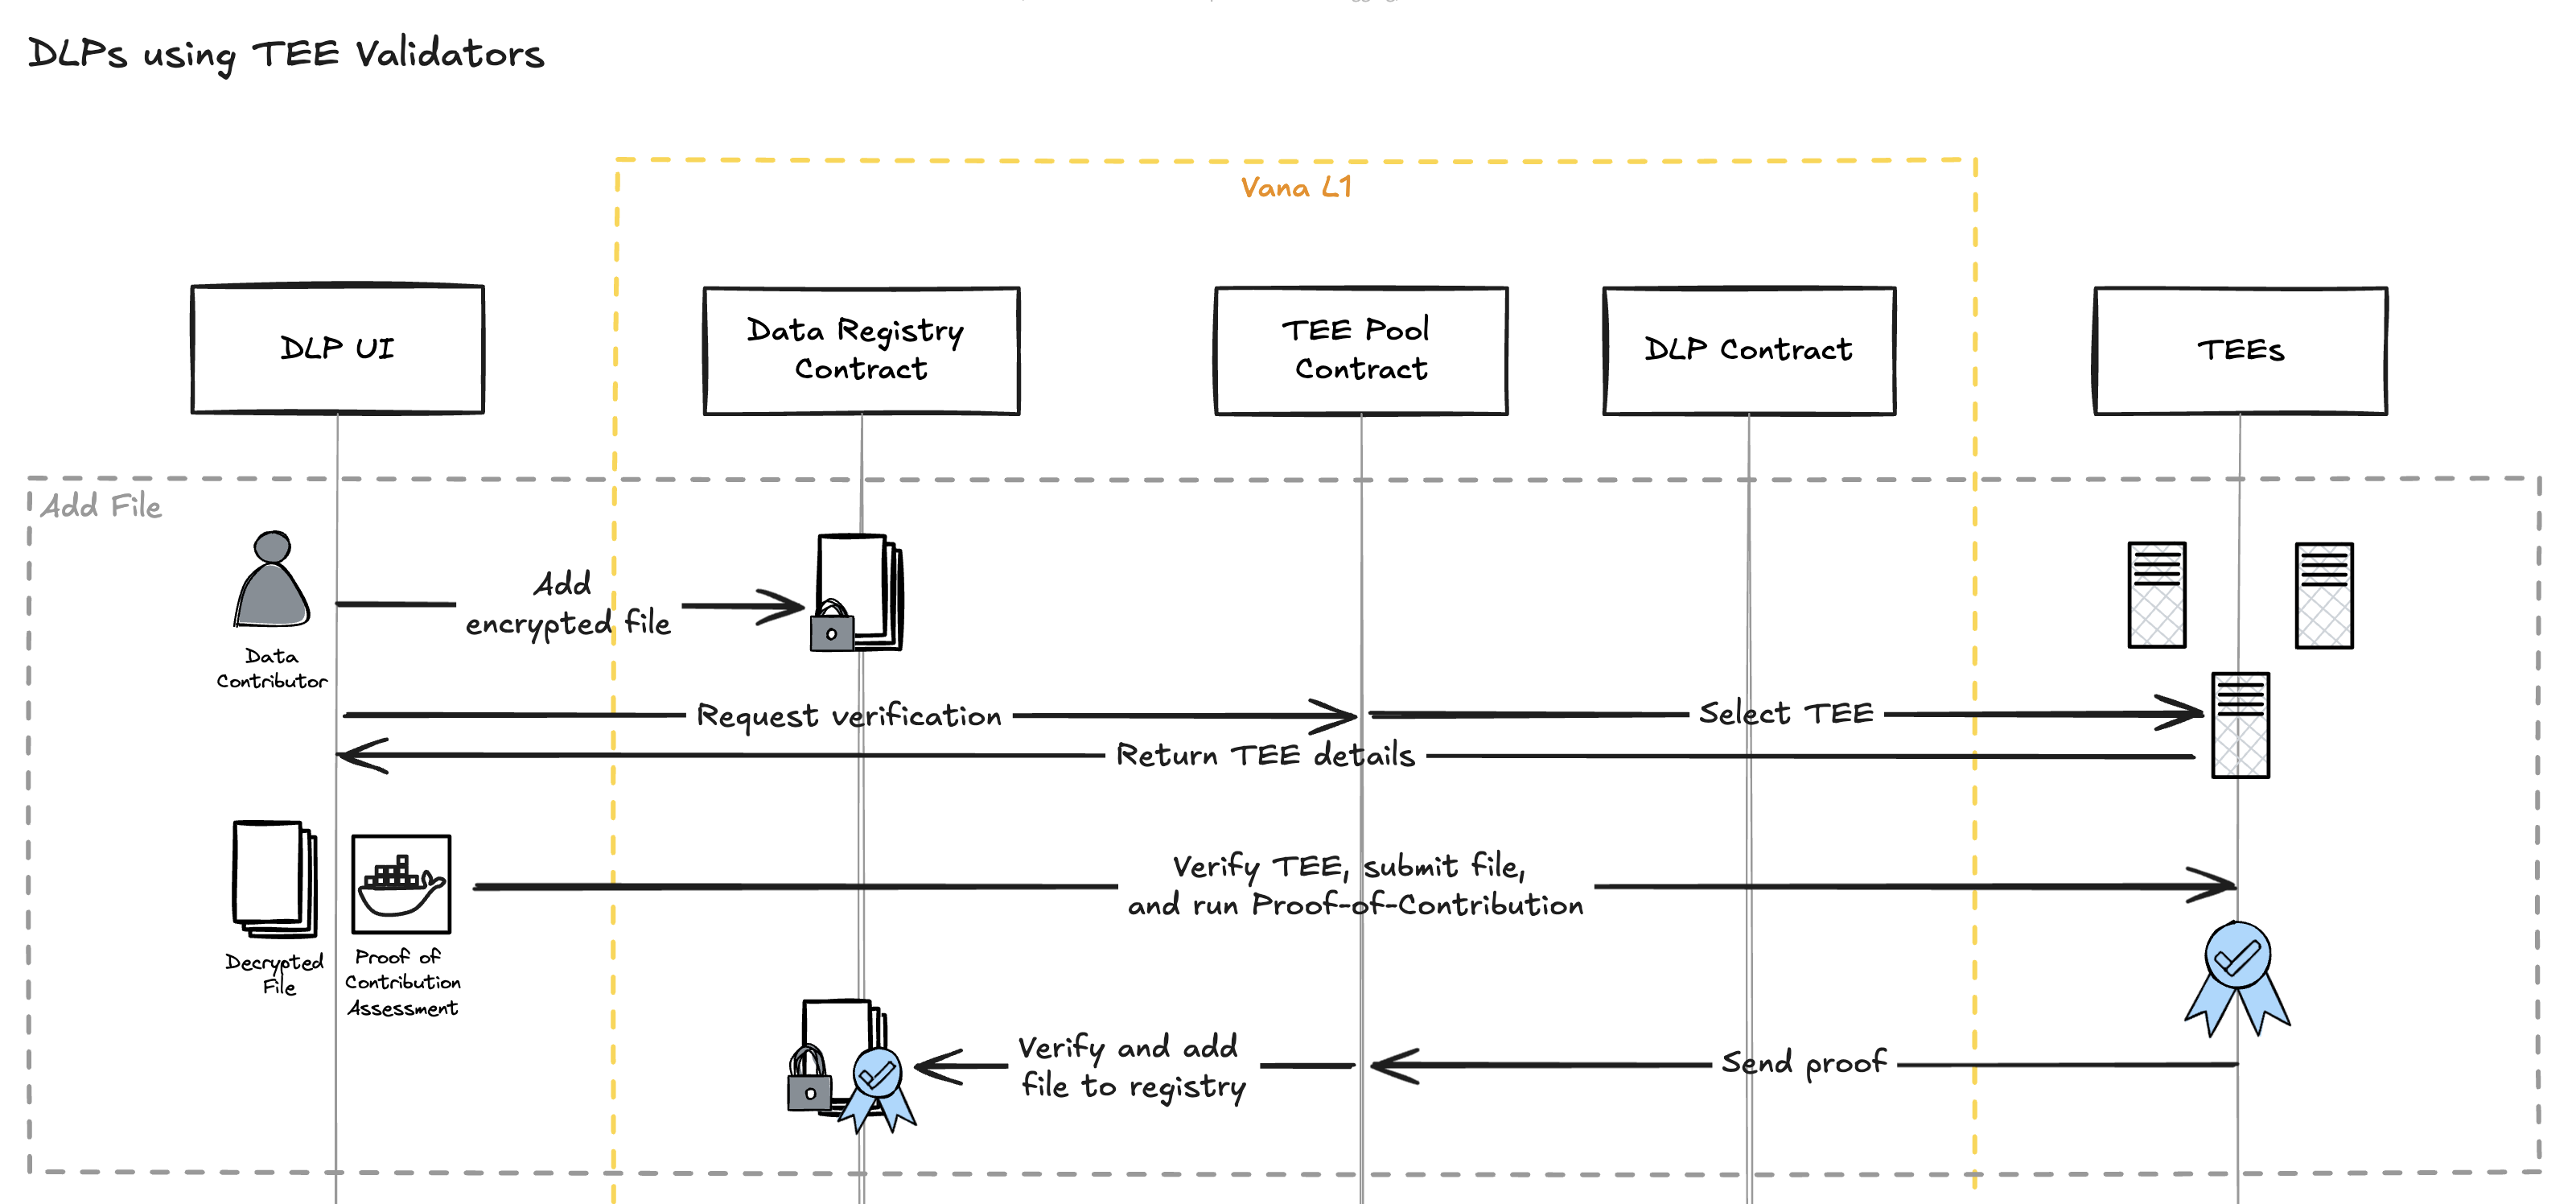 DLPs using TEE Validators
Vana L1
DLP UI
Data Registry
Contract
TEE Pool
Contract
DLP Contract
TEEs
Add File
Data
Contributor
Add
encrypted file
Request verification
Select TEE
Return TEE details
Decrypted
File
Proof of
Contribution
Assessment
Verify TEE, submit file,
and run Proof-of-Contribution
Verify and add
file to registry
Send proof